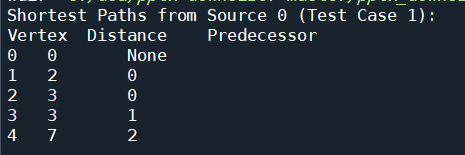 Shortest Paths from Source 0 (Test Case 1):
Vertex  Distance    Predecessor
0   0       None
1   2       0
2   3       0
3   3       1
4   7       2